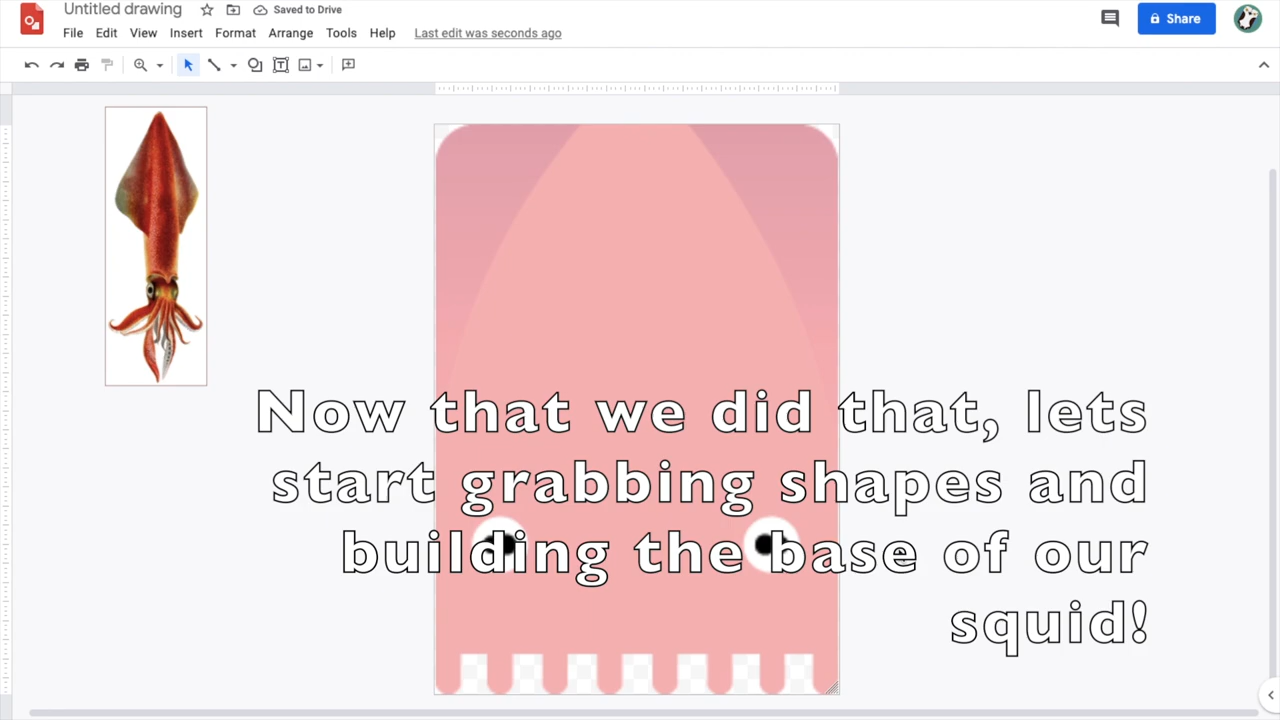 Untitled drawing
Saved to Drive
File Edit View Insert Format Arrange Tools Help Last edit was seconds ago
Share
Now that we did that, lets
start grabbing shapes and
building the base of our
squid!